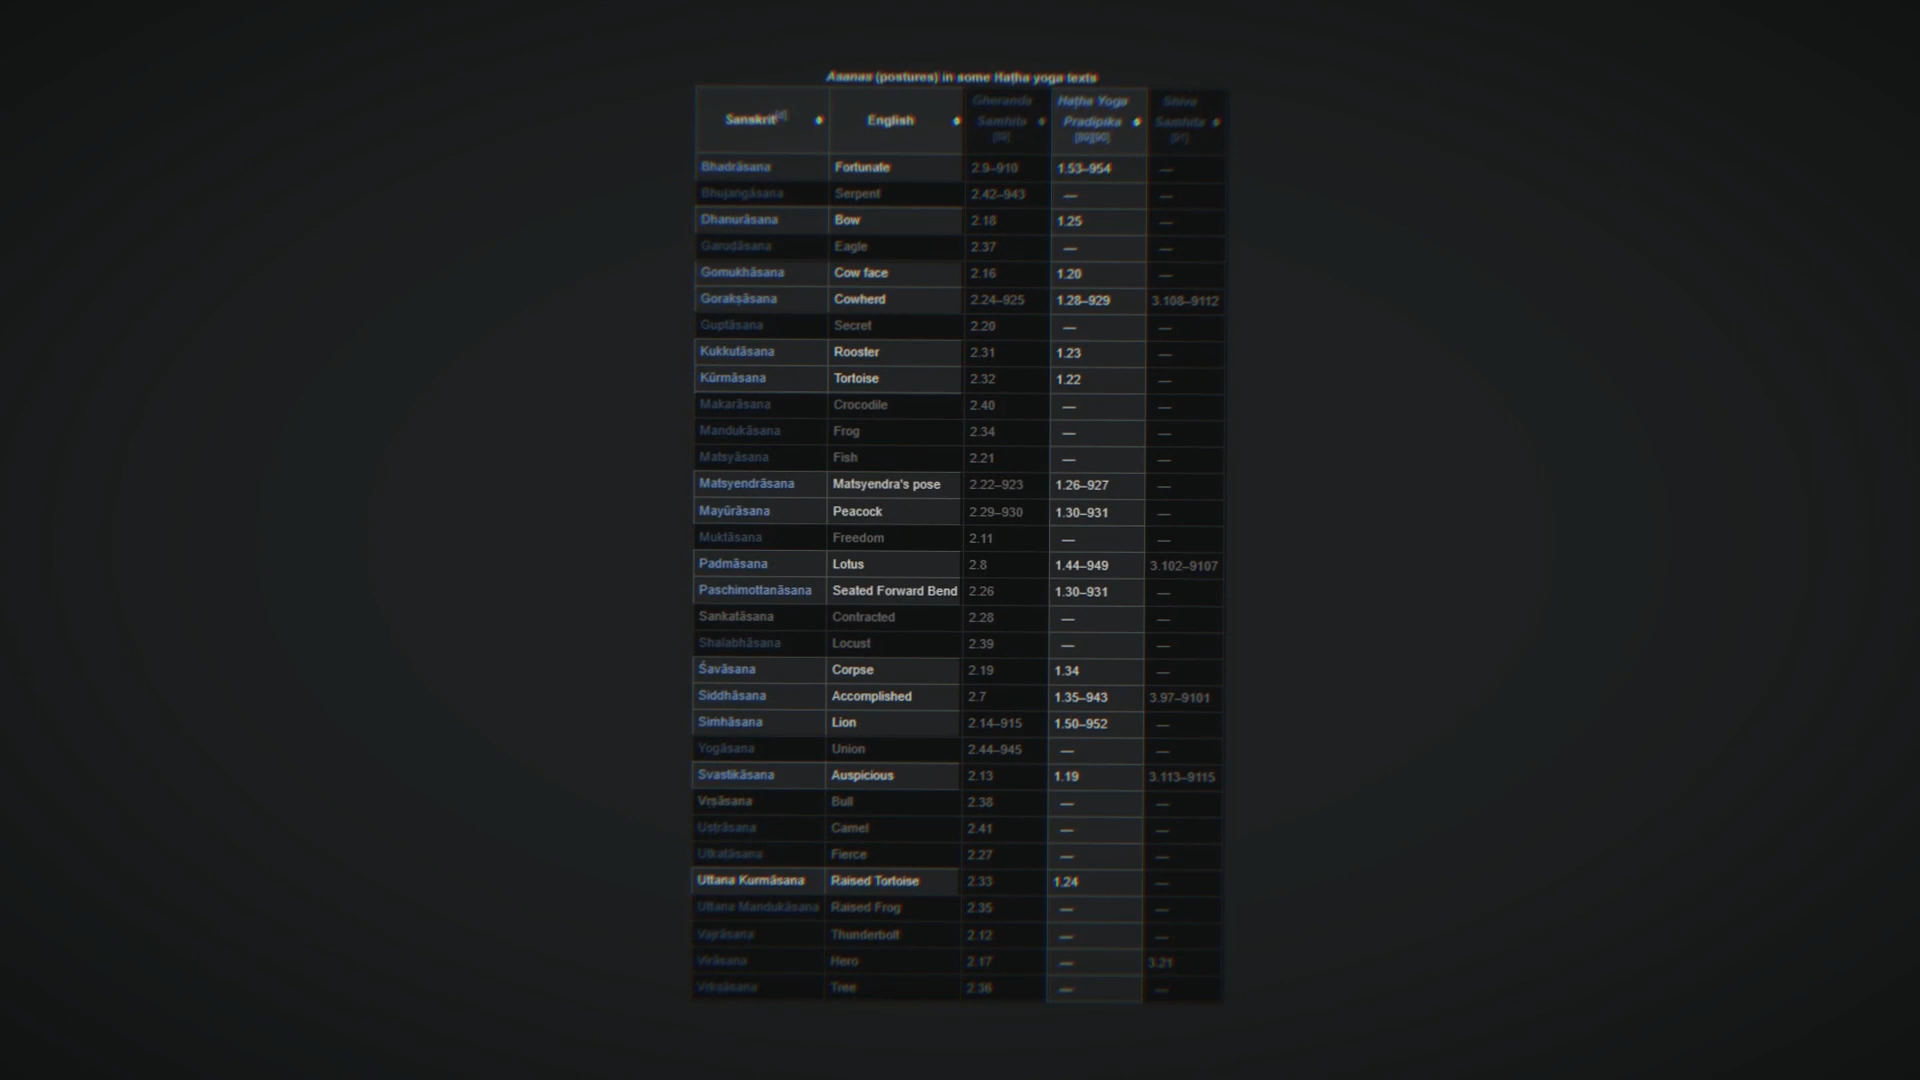 Asanas (postures) in some Haṭha yoga texts
Sanskrit[d] English Gheranda Samhita [89] Haṭha Yoga Pradipika [89][90] Shiva Samhita [91]
Bhadrāsana Fortunate 2.9–910 1.53–954 —
Bhujangāsana Serpent 2.42–943 — —
Dhanurāsana Bow 2.18 1.25 —
Garuḍāsana Eagle 2.37 — —
Gomukhāsana Cow face 2.16 1.20 —
Gorakṣāsana Cowherd 2.24–925 1.28–929 3.108–9112
Guptāsana Secret 2.20 — —
Kukkutāsana Rooster 2.31 1.23 —
Kūrmāsana Tortoise 2.32 1.22 —
Makarāsana Crocodile 2.40 — —
Mandukāsana Frog 2.34 — —
Matsyāsana Fish 2.21 — —
Matsyendrāsana Matsyendra's pose 2.22–923 1.26–927 —
Mayūrāsana Peacock 2.29–930 1.30–931 —
Muktāsana Freedom 2.11 — —
Padmāsana Lotus 2.8 1.44–949 3.102–9107
Paschimottanāsana Seated Forward Bend 2.26 1.30–931 —
Sankatāsana Contracted 2.28 — —
Shalabhāsana Locust 2.39 — —
Śavāsana Corpse 2.19 1.34 —
Siddhāsana Accomplished 2.7 1.35–943 3.97–9101
Siṁhāsana Lion 2.14–915 1.50–952 —
Yogāsana Union 2.44–945 — —
Svastikāsana Auspicious 2.13 1.19 3.113–9115
Vṛṣāsana Bull 2.38 — —
Uṣṭrāsana Camel 2.41 — —
Utkaṭāsana Fierce 2.27 — —
Uttana Kurmāsana Raised Tortoise 2.33 1.24 —
Uttana Mandukāsana Raised Frog 2.35 — —
Vajrāsana Thunderbolt 2.12 — —
Virāsana Hero 2.17 — 3.21
Vṛkṣāsana Tree 2.36 — —